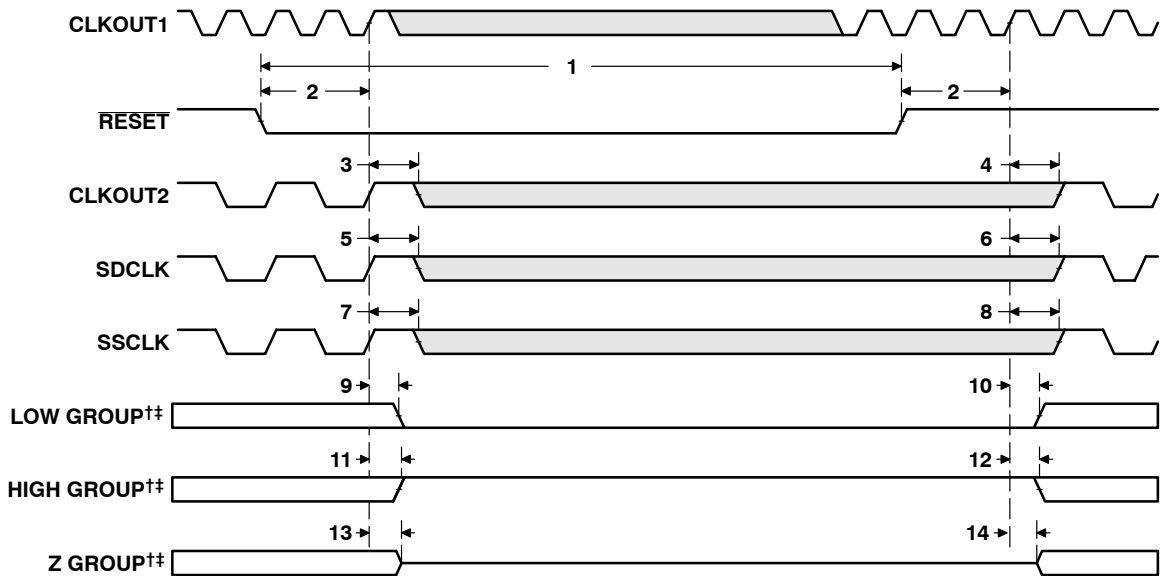 CLKOUT1
1
2 2
RESET
3 4
CLKOUT2
5 6
SDCLK
7 8
SSCLK
9 10
LOW GROUP†‡
11 12
HIGH GROUP†‡
13 14
Z GROUP†‡